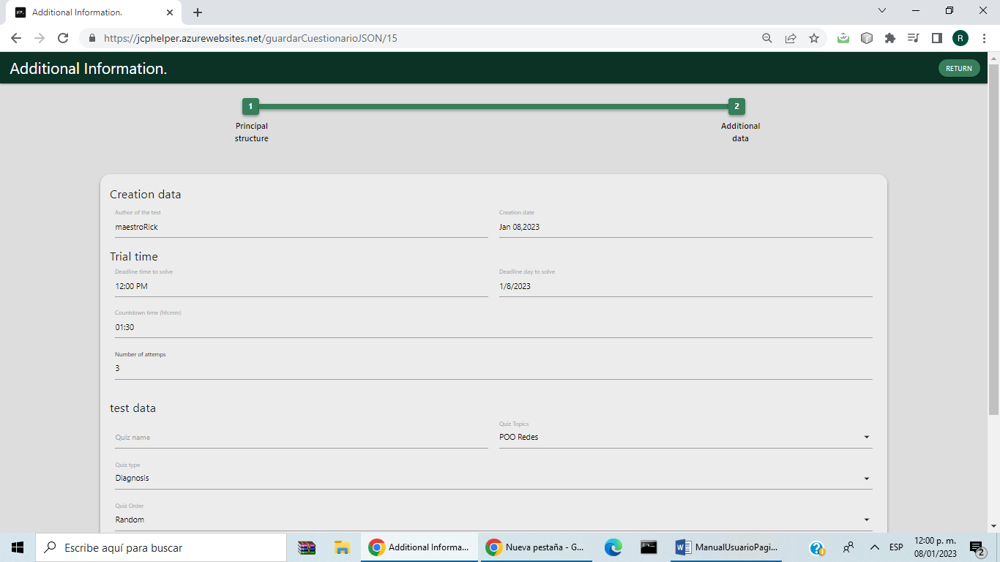 JCP_
Additional Information.
https://jcphelper.azurewebsites.net/guardarCuestionarioJSON/15
R
Additional Information.
RETURN
1
2
Principal
structure
Additional
data
Creation data
Author of the test
Creation date
maestroRick
Jan 08,2023
Trial time
Deadline time to solve
Deadline day to solve
12:00 PM
1/8/2023
Countdown time (hh:mm)
01:30
Number of attemps
3
test data
Quiz Topics
Quiz name
POO Redes
Quiz type
Diagnosis
Quiz Order
Random
Escribe aquí para buscar
Additional Informa...
Nueva pestaña - G...
ManualUsuarioPagi...
ESP
12:00 p. m.
08/01/2023
2